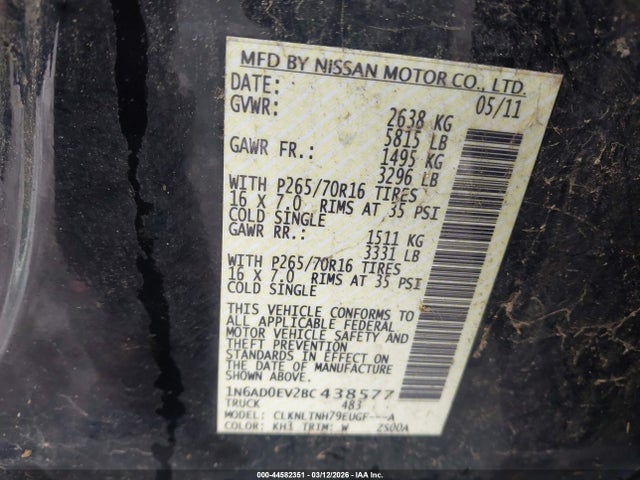 MFD BY NISSAN MOTOR CO., LTD.
DATE: 05/11
GVWR: 2638 KG
5815 LB
GAWR FR.: 1495 KG
3296 LB
WITH P265/70R16 TIRES
16 X 7.0 RIMS AT 35 PSI
COLD SINGLE
GAWR RR.: 1511 KG
3331 LB
WITH P265/70R16 TIRES
16 X 7.0 RIMS AT 35 PSI
COLD SINGLE
THIS VEHICLE CONFORMS TO
ALL APPLICABLE FEDERAL
MOTOR VEHICLE SAFETY AND
THEFT PREVENTION
STANDARDS IN EFFECT ON
THE DATE OF MANUFACTURE
SHOWN ABOVE.
1N6AD0EV2BC438577
TRUCK 483
MODEL: CLKNLTNH79EUGF---A
COLOR: KH3 TRIM: W 2500A
000-44582351 - 03/12/2026 - IAA Inc.